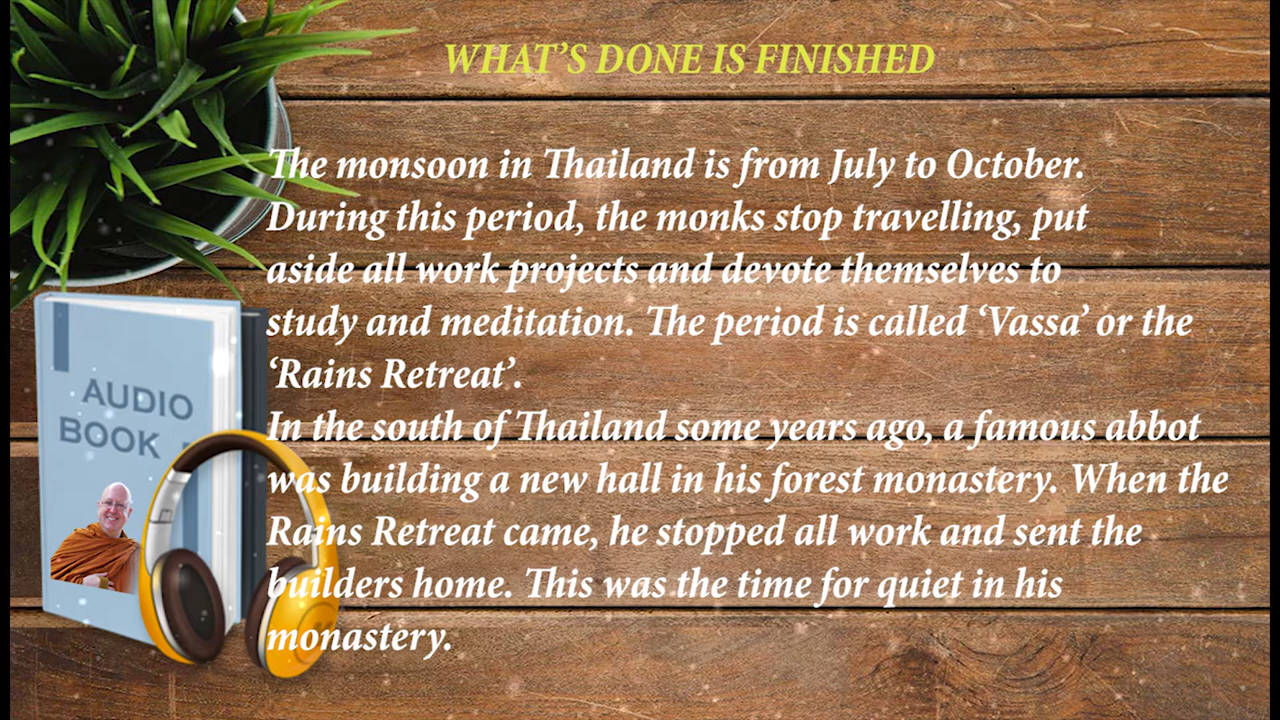 WHAT'S DONE IS FINISHED
The monsoon in Thailand is from July to October.
During this period, the monks stop travelling, put
aside all work projects and devote themselves to
study and meditation. The period is called ‘Vassa’ or the
‘Rains Retreat’.
In the south of Thailand some years ago, a famous abbot
was building a new hall in his forest monastery. When the
Rains Retreat came, he stopped all work and sent the
builders home. This was the time for quiet in his
monastery.
AUDIO
BOOK